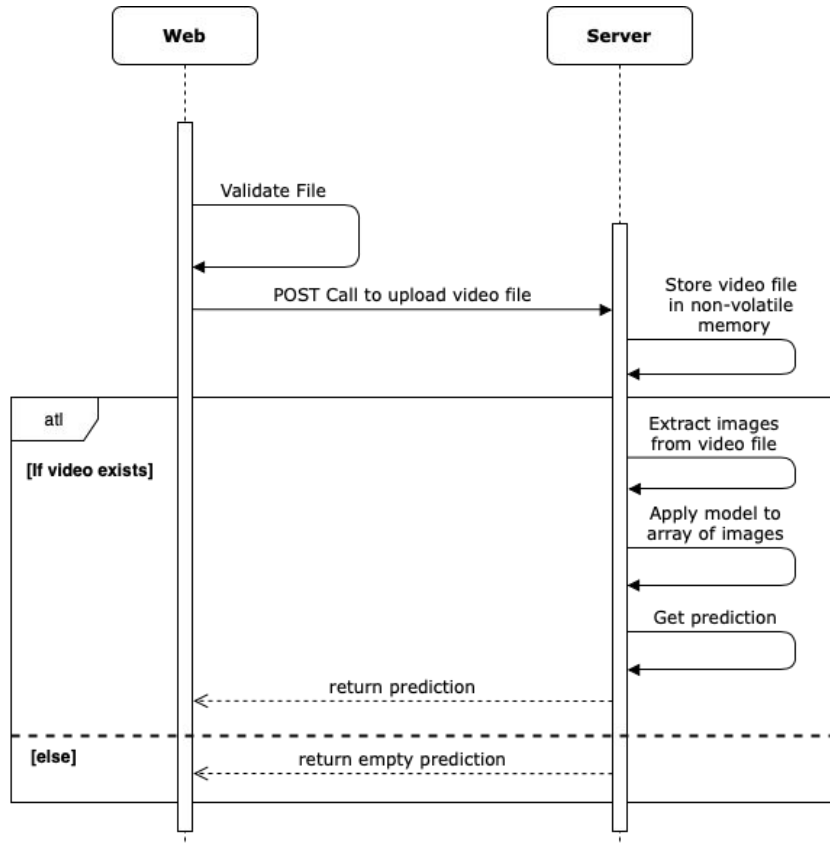 Web
Server
Validate File
POST Call to upload video file
Store video file
in non-volatile
memory
atl
[If video exists]
Extract images
from video file
Apply model to
array of images
Get prediction
return prediction
[else]
return empty prediction